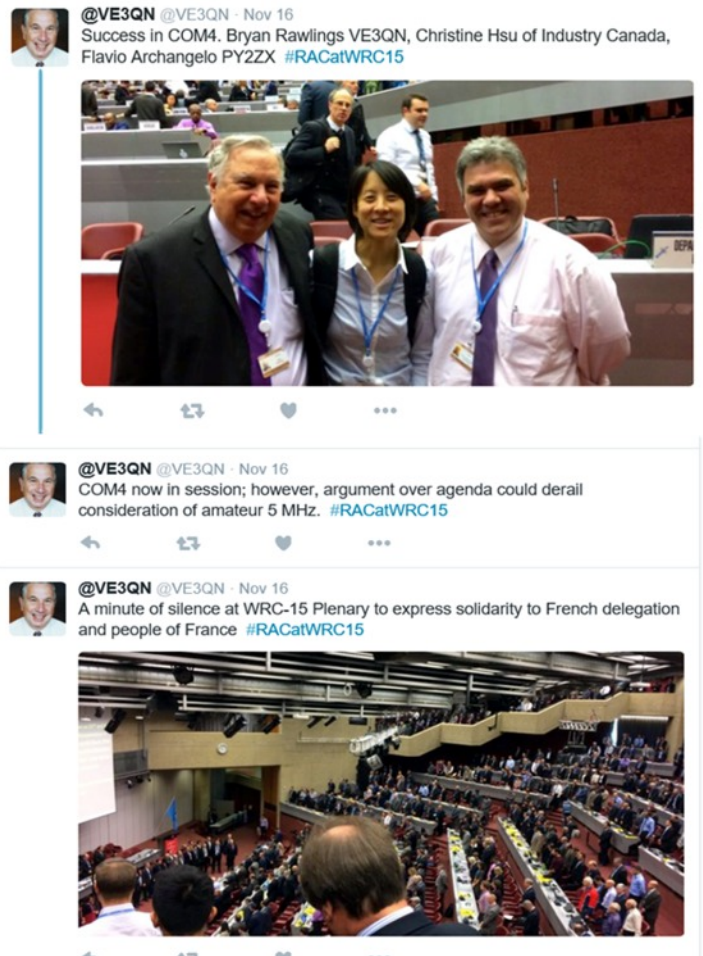 @VE3QN @VE3QN · Nov 16
Success in COM4. Bryan Rawlings VE3QN, Christine Hsu of Industry Canada,
Flavio Archangelo PY2ZX #RACatWRC15
DEPA
@VE3QN @VE3QN · Nov 16
COM4 now in session; however, argument over agenda could derail
consideration of amateur 5 MHz. #RACatWRC15
@VE3QN @VE3QN · Nov 16
A minute of silence at WRC-15 Plenary to express solidarity to French delegation
and people of France #RACatWRC15